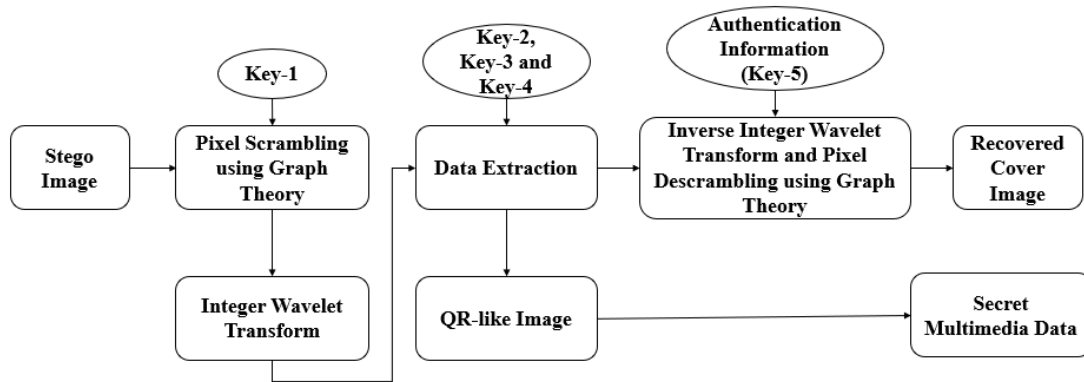 Key-1
Key-2,
Key-3 and
Key-4
Authentication
Information
(Key-5)
Stego
Image
Pixel Scrambling
using Graph
Theory
Data Extraction
Inverse Integer Wavelet
Transform and Pixel
Descrambling using Graph
Theory
Recovered
Cover
Image
Integer Wavelet
Transform
QR-like Image
Secret
Multimedia Data